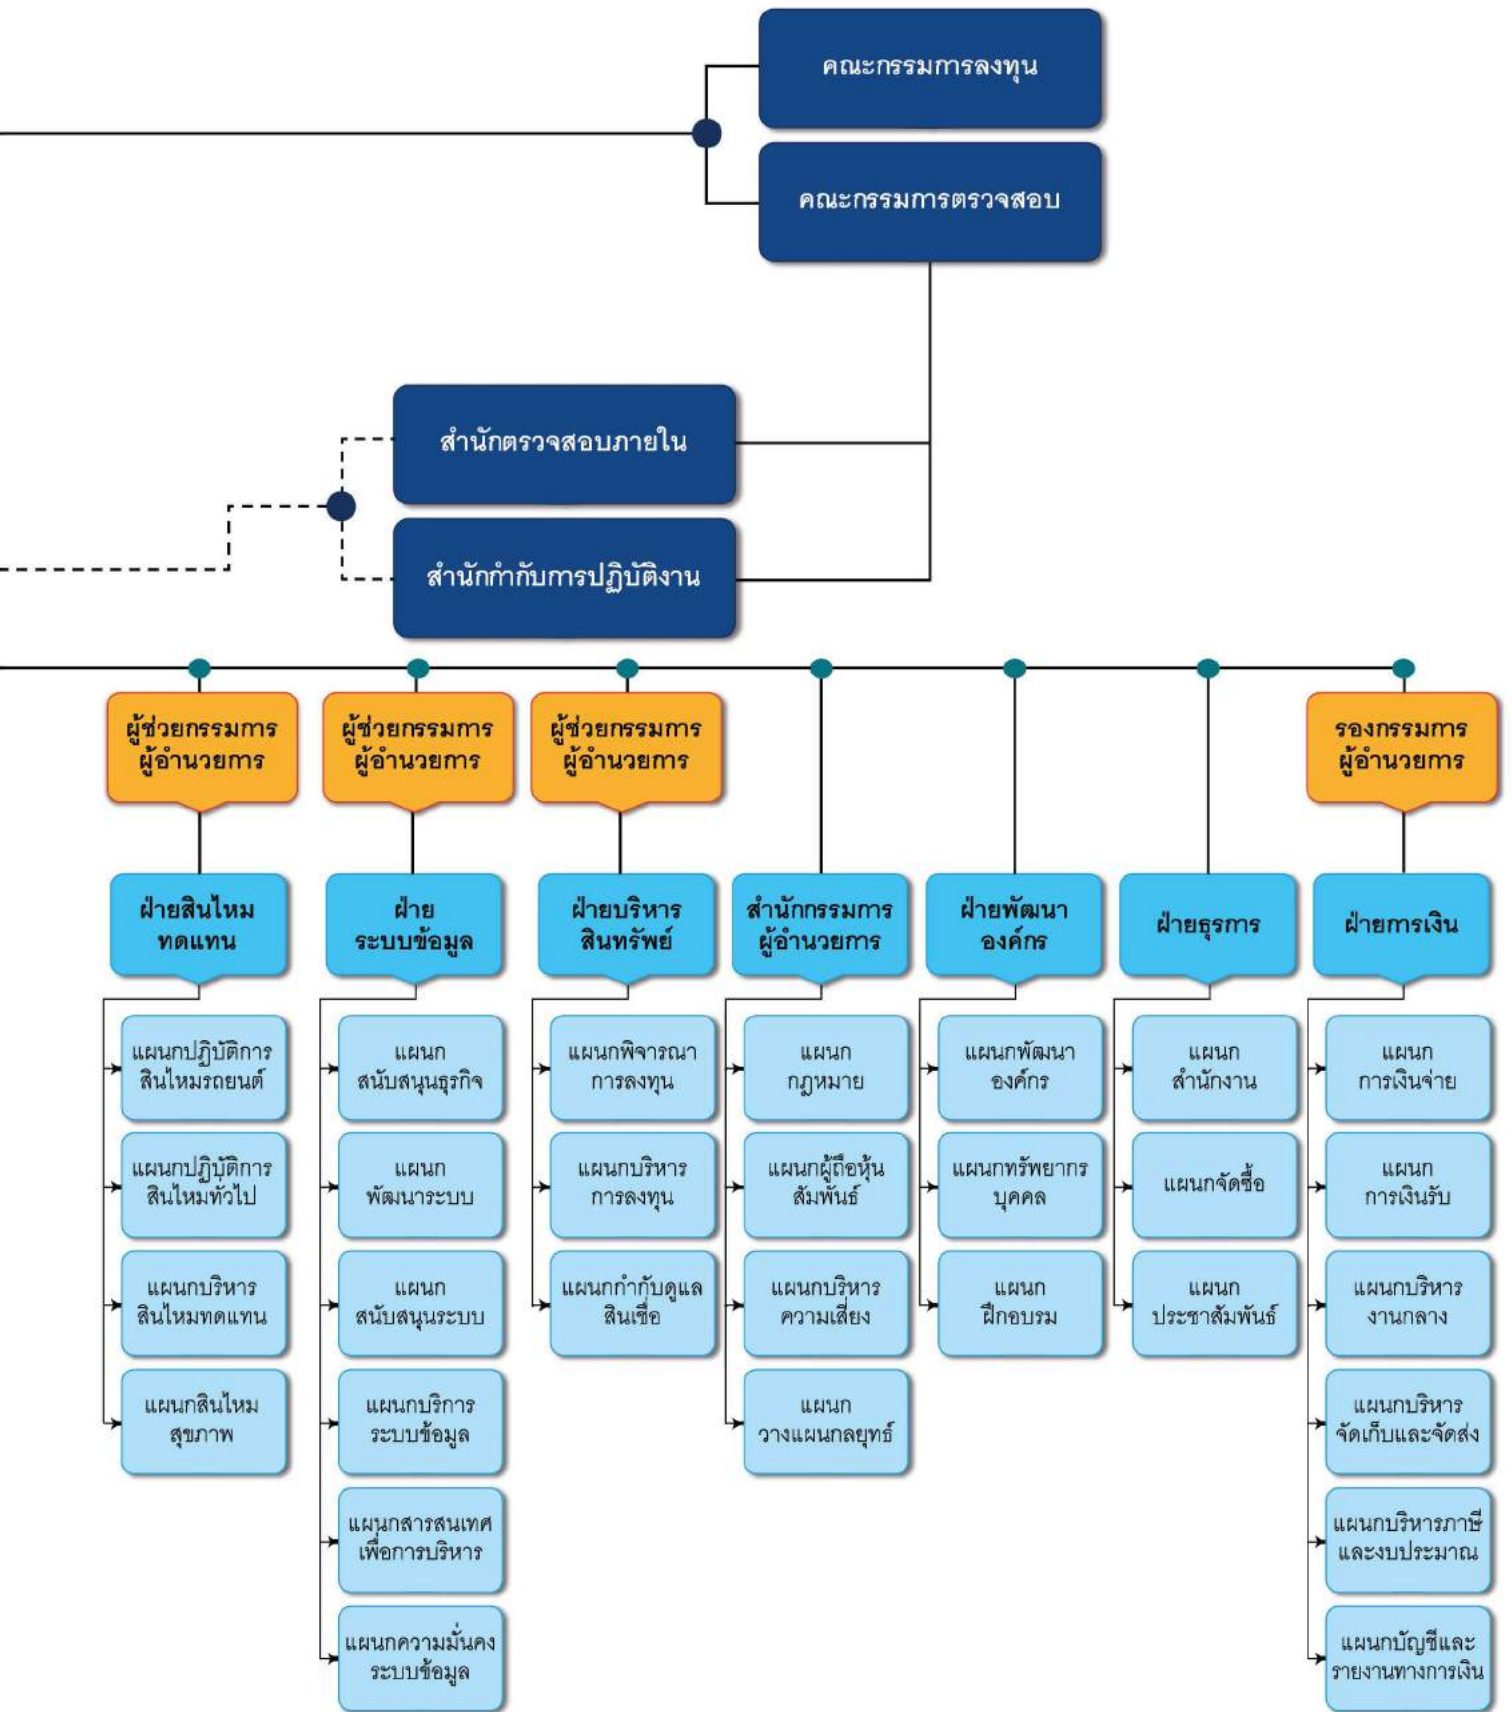 คณะกรรมการลงทุน
คณะกรรมการตรวจสอบ
สำนักตรวจสอบภายใน
สำนักกำกับการปฏิบัติงาน
ผู้ช่วยกรรมการ
ผู้อำนวยการ
ผู้ช่วยกรรมการ
ผู้อำนวยการ
ผู้ช่วยกรรมการ
ผู้อำนวยการ
รองกรรมการ
ผู้อำนวยการ
ฝ่ายสินไหม
ทดแทน
ฝ่าย
ระบบข้อมูล
ฝ่ายบริหาร
สินทรัพย์
สำนักกรรมการ
ผู้อำนวยการ
ฝ่ายพัฒนา
องค์กร
ฝ่ายธุรการ
ฝ่ายการเงิน
แผนกปฏิบัติการ
สินไหมรถยนต์
แผนกปฏิบัติการ
สินไหมทั่วไป
แผนกบริหาร
สินไหมทดแทน
แผนกสินไหม
สุขภาพ
แผนก
สนับสนุนธุรกิจ
แผนก
พัฒนาระบบ
แผนก
สนับสนุนระบบ
แผนกบริการ
ระบบข้อมูล
แผนกสารสนเทศ
เพื่อการบริหาร
แผนกความมั่นคง
ระบบข้อมูล
แผนกพิจารณา
การลงทุน
แผนกบริหาร
การลงทุน
แผนกกำกับดูแล
สินเชื่อ
แผนก
กฎหมาย
แผนกผู้ถือหุ้น
สัมพันธ์
แผนกบริหาร
ความเสี่ยง
แผนก
วางแผนกลยุทธ์
แผนกพัฒนา
องค์กร
แผนกทรัพยากร
บุคคล
แผนก
ฝึกอบรม
แผนก
สำนักงาน
แผนกจัดซื้อ
แผนก
ประชาสัมพันธ์
แผนก
การเงินจ่าย
แผนก
การเงินรับ
แผนกบริหาร
งานกลาง
แผนกบริหาร
จัดเก็บและจัดส่ง
แผนกบริหารภาษี
และงบประมาณ
แผนกบัญชีและ
รายงานทางการเงิน